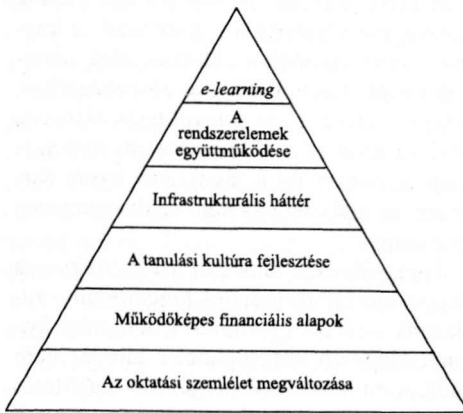 e-learning
A
rendszerelemek
együttműködése
Infrastrukturális háttér
A tanulási kultúra fejlesztése
Működőképes financiális alapok
Az oktatási szemlélet megváltozása